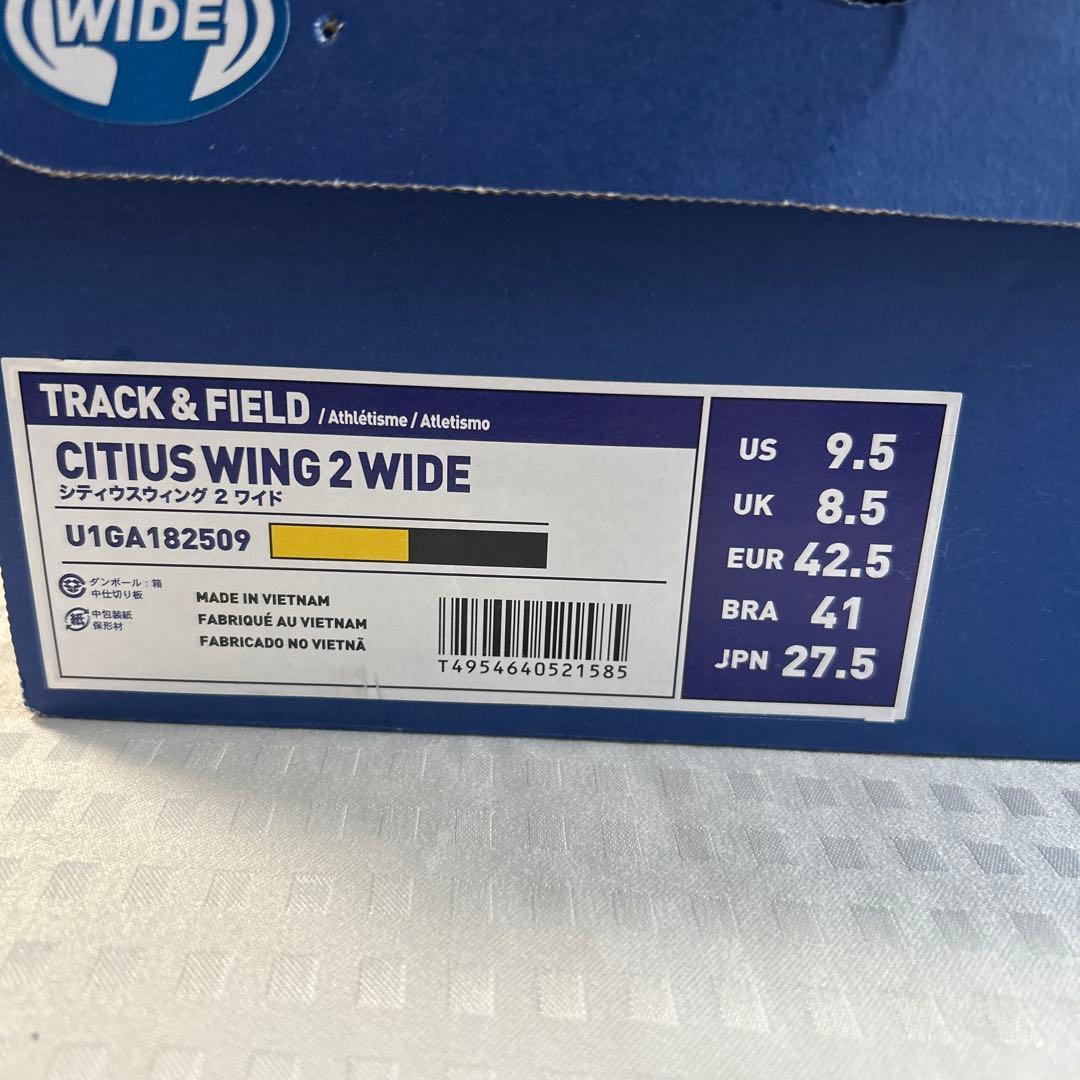 WIDE
TRACK & FIELD / Athlétisme / Atletismo
CITIUS WING 2 WIDE
シティウスウィング 2 ワイド
U1GA182509
ダンボール：箱
中仕切り板
紙
中包装紙
保形材
MADE IN VIETNAM
FABRIQUÉ AU VIETNAM
FABRICADO NO VIETNÃ
T4954640521585
US 9.5
UK 8.5
EUR 42.5
BRA 41
JPN 27.5